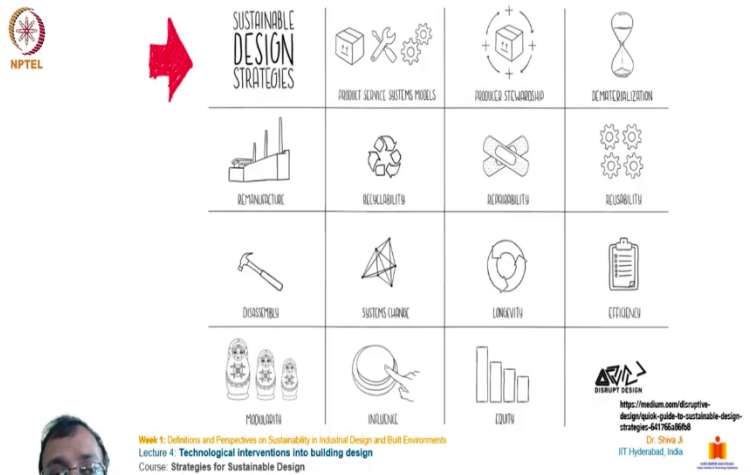 NPTEL
SUSTAINABLE
DESIGN
STRATEGIES
PRODUCT SERVICE SYSTEMS MODELS
PRODUCER STEWARDSHIP
DEMATERIALIZATION
REMANUFACTURE
RECYCLABILITY
REPAIRABILITY
REUSABILITY
DISASSEMBLY
SYSTEMS CHANGE
LONGEVITY
EFFICIENCY
MODULARITY
INFLUENCE
EQUITY
DISRUPT DESIGN
https://medium.com/disruptive-
design/quick-guide-to-sustainable-design-
strategies-641766a86fb8
Week 1: Definitions and Perspectives on Sustainability in Industrial Design and Built Environments
Lecture 4: Technological interventions into building design
Course: Strategies for Sustainable Design
Dr. Shiva Ji
IIT Hyderabad, India